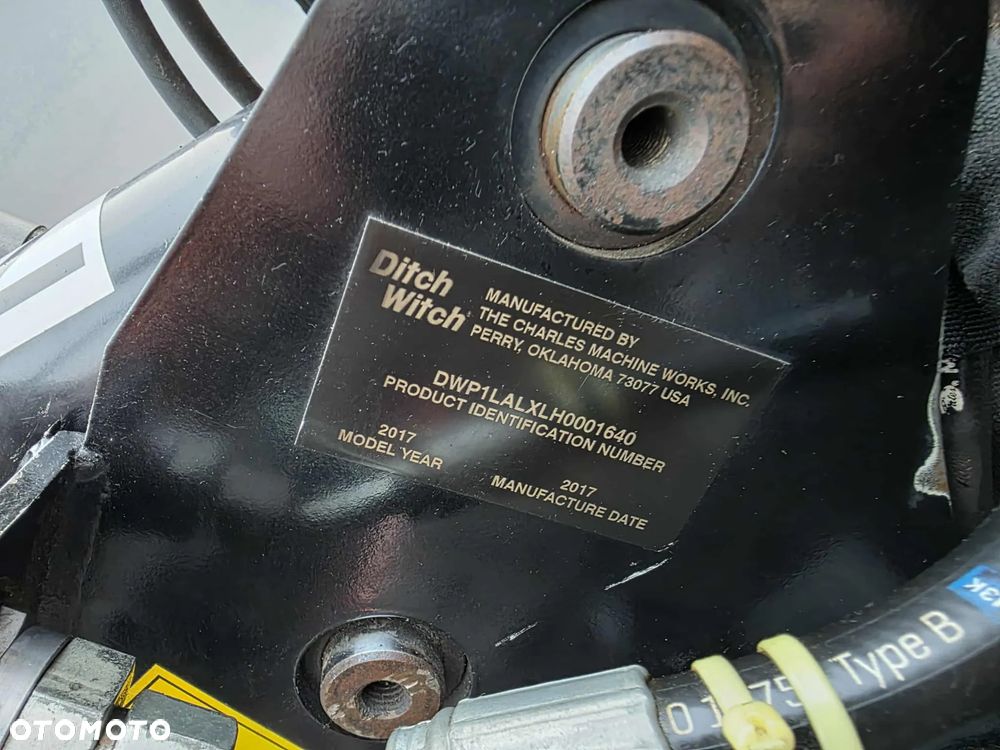 Ditch
Witch
MANUFACTURED BY
THE CHARLES MACHINE WORKS, INC.
PERRY, OKLAHOMA 73077 USA
DWP1LALXLH0001640
PRODUCT IDENTIFICATION NUMBER
2017
MODEL YEAR
2017
MANUFACTURE DATE
Type B
3K
OTOMOTO